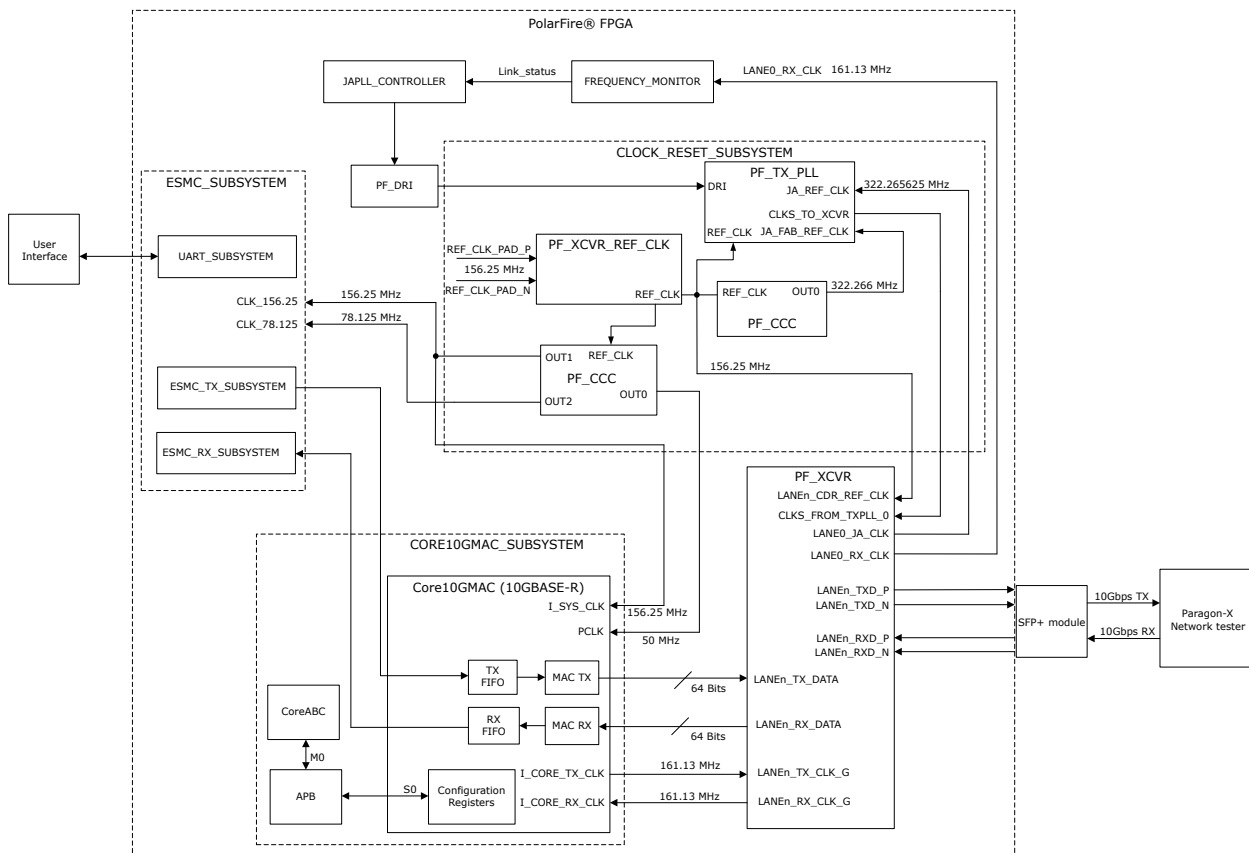 PolarFire® FPGA
JAPLL_CONTROLLER
Link_status
FREQUENCY_MONITOR
LANE0_RX_CLK 161.13 MHz
CLOCK_RESET_SUBSYSTEM
PF_DRI
PF_TX_PLL
DRI
JA_REF_CLK
322.265625 MHz
CLKS_TO_XCVR
REF_CLK
JA_FAB_REF_CLK
ESMC_SUBSYSTEM
User
Interface
UART_SUBSYSTEM
CLK_156.25
156.25 MHz
CLK_78.125
78.125 MHz
ESMC_TX_SUBSYSTEM
ESMC_RX_SUBSYSTEM
REF_CLK_PAD_P
156.25 MHz
REF_CLK_PAD_N
PF_XCVR_REF_CLK
REF_CLK
REF_CLK
OUT0
322.266 MHz
PF_CCC
156.25 MHz
OUT1
REF_CLK
PF_CCC
OUT0
OUT2
PF_XCVR
LANEn_CDR_REF_CLK
CLKS_FROM_TXPLL_0
LANE0_JA_CLK
LANE0_RX_CLK
LANEn_TXD_P
LANEn_TXD_N
LANEn_RXD_P
LANEn_RXD_N
LANEn_TX_DATA
LANEn_RX_DATA
LANEn_TX_CLK_G
LANEn_RX_CLK_G
SFP+ module
10Gbps TX
10Gbps RX
Paragon-X
Network tester
CORE10GMAC_SUBSYSTEM
Core10GMAC (10GBASE-R)
I_SYS_CLK
156.25 MHz
PCLK
50 MHz
TX
FIFO
MAC TX
64 Bits
RX
FIFO
MAC RX
64 Bits
CoreABC
M0
APB
S0
Configuration
Registers
I_CORE_TX_CLK
161.13 MHz
I_CORE_RX_CLK
161.13 MHz